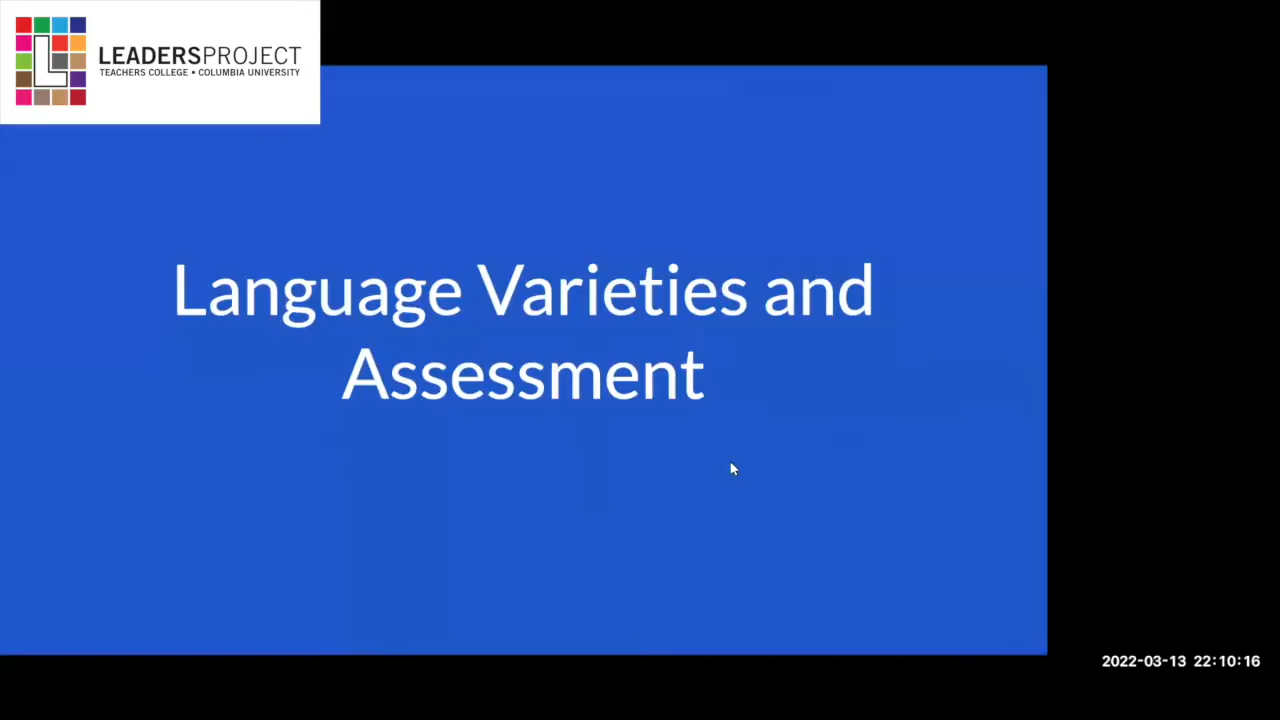 LEADERSPROJECT
TEACHERS COLLEGE ▪ COLUMBIA UNIVERSITY
Language Varieties and
Assessment
2022-03-13 22:10:16